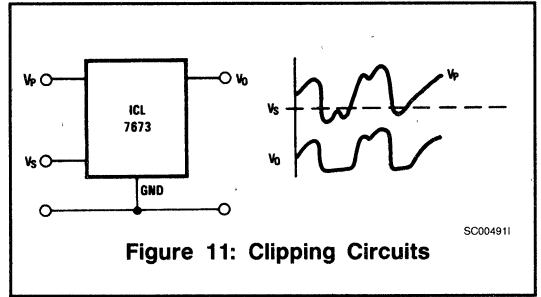 VP
VO
ICL
7673
VS
GND
VP
VS
VO
SC00491I
Figure 11: Clipping Circuits